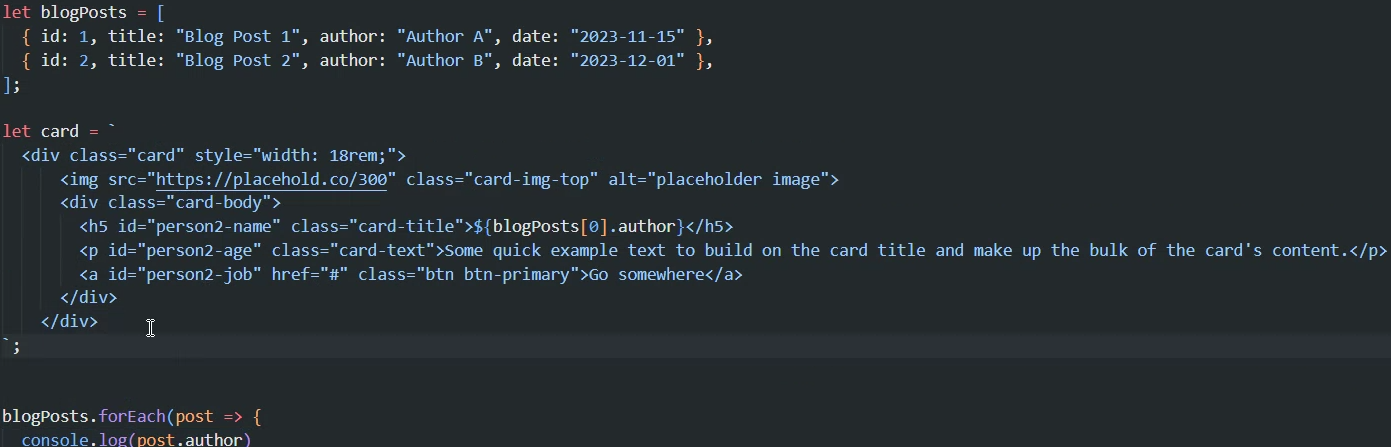 let blogPosts = [
{ id: 1, title: "Blog Post 1", author: "Author A", date: "2023-11-15" },
{ id: 2, title: "Blog Post 2", author: "Author B", date: "2023-12-01" },
];
let card = `
<div class="card" style="width: 18rem;">
<img src="https://placehold.co/300" class="card-img-top" alt="placeholder image">
<div class="card-body">
<h5 id="person2-name" class="card-title">${blogPosts[0].author}</h5>
<p id="person2-age" class="card-text">Some quick example text to build on the card title and make up the bulk of the card's content.</p>
<a id="person2-job" href="#" class="btn btn-primary">Go somewhere</a>
</div>
</div>
`;
blogPosts.forEach(post => {
console.log(post.author)